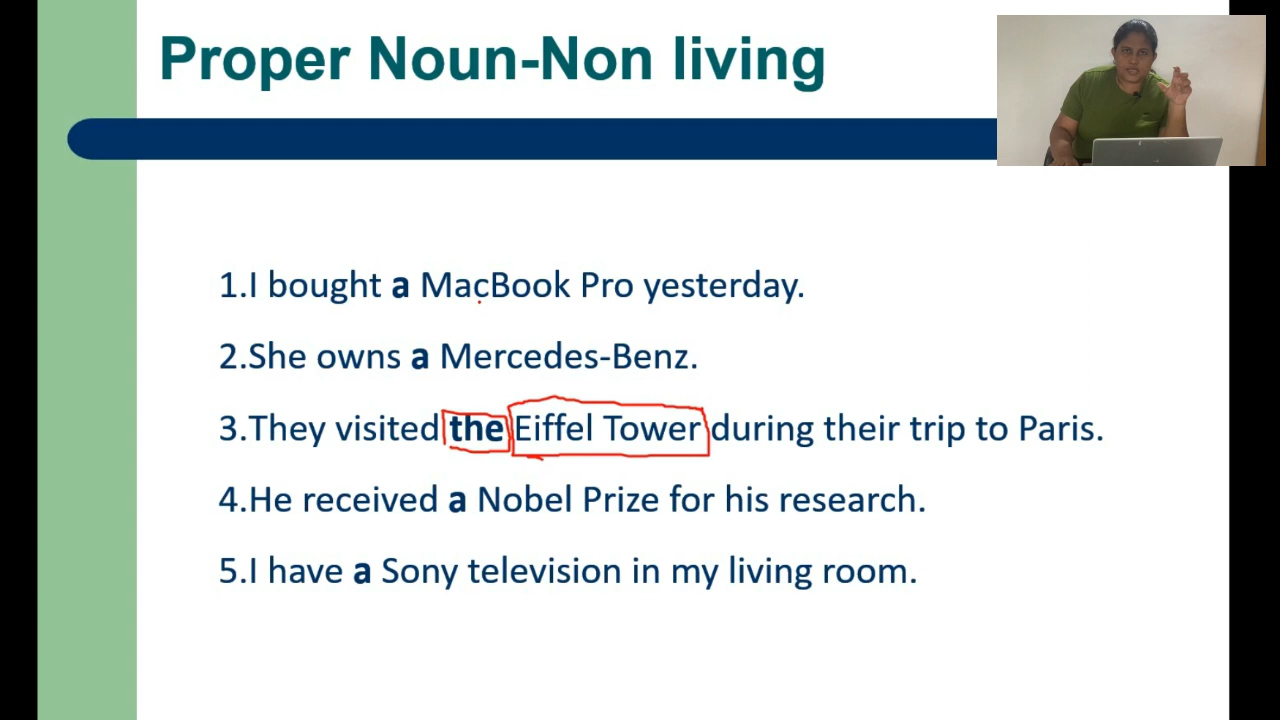 Proper Noun-Non living
1.I bought a MacBook Pro yesterday.
2.She owns a Mercedes-Benz.
3.They visited the Eiffel Tower during their trip to Paris.
4.He received a Nobel Prize for his research.
5.I have a Sony television in my living room.